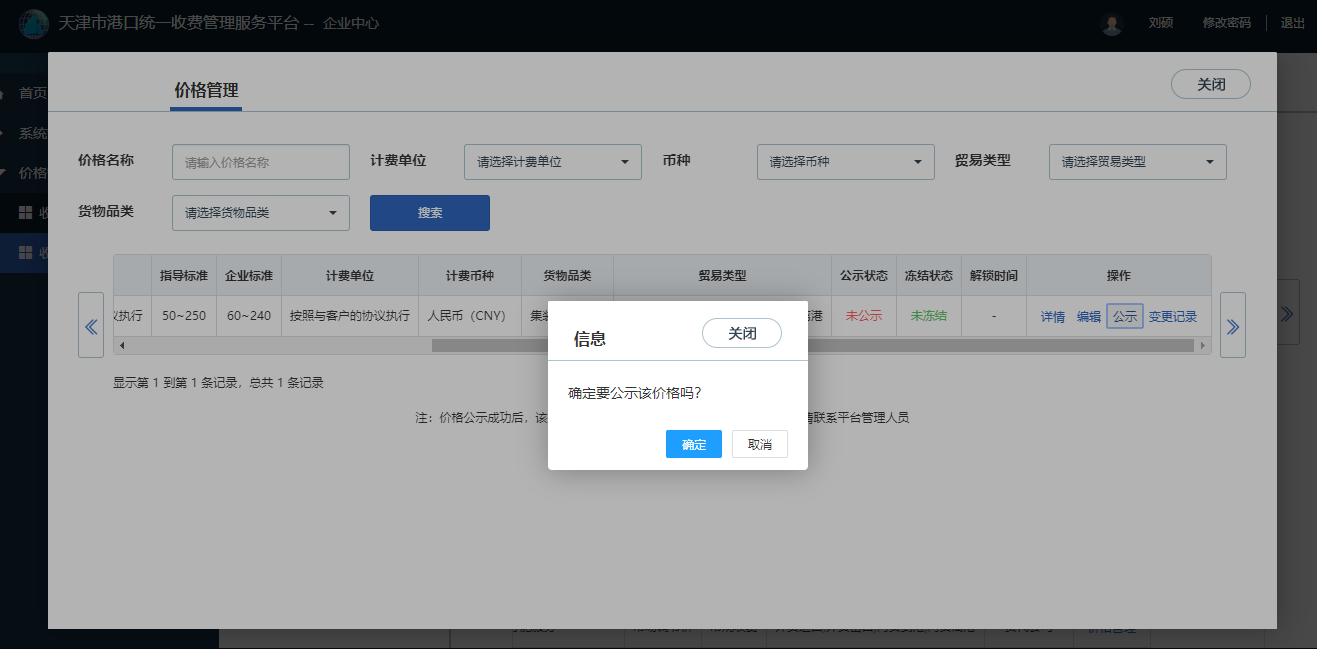 天津市港口统一收费管理服务平台 -- 企业中心
刘硕 修改密码 退出
首页
系统
价格
收
收
价格管理 关闭
价格名称 请输入价格名称 计费单位 请选择计费单位 币种 请选择币种 贸易类型 请选择贸易类型
货物品类 请选择货物品类 搜索
指导标准 企业标准 计费单位 计费币种 货物品类 贸易类型 公示状态 冻结状态 解锁时间 操作
议执行 50~250 60~240 按照与客户的协议执行 人民币（CNY） 集装 港 未公示 未冻结 - 详情 编辑 公示 变更记录
显示第 1 到第 1 条记录，总共 1 条记录
注：价格公示成功后，该 请联系平台管理人员
信息 关闭
确定要公示该价格吗？
确定 取消
价格管理